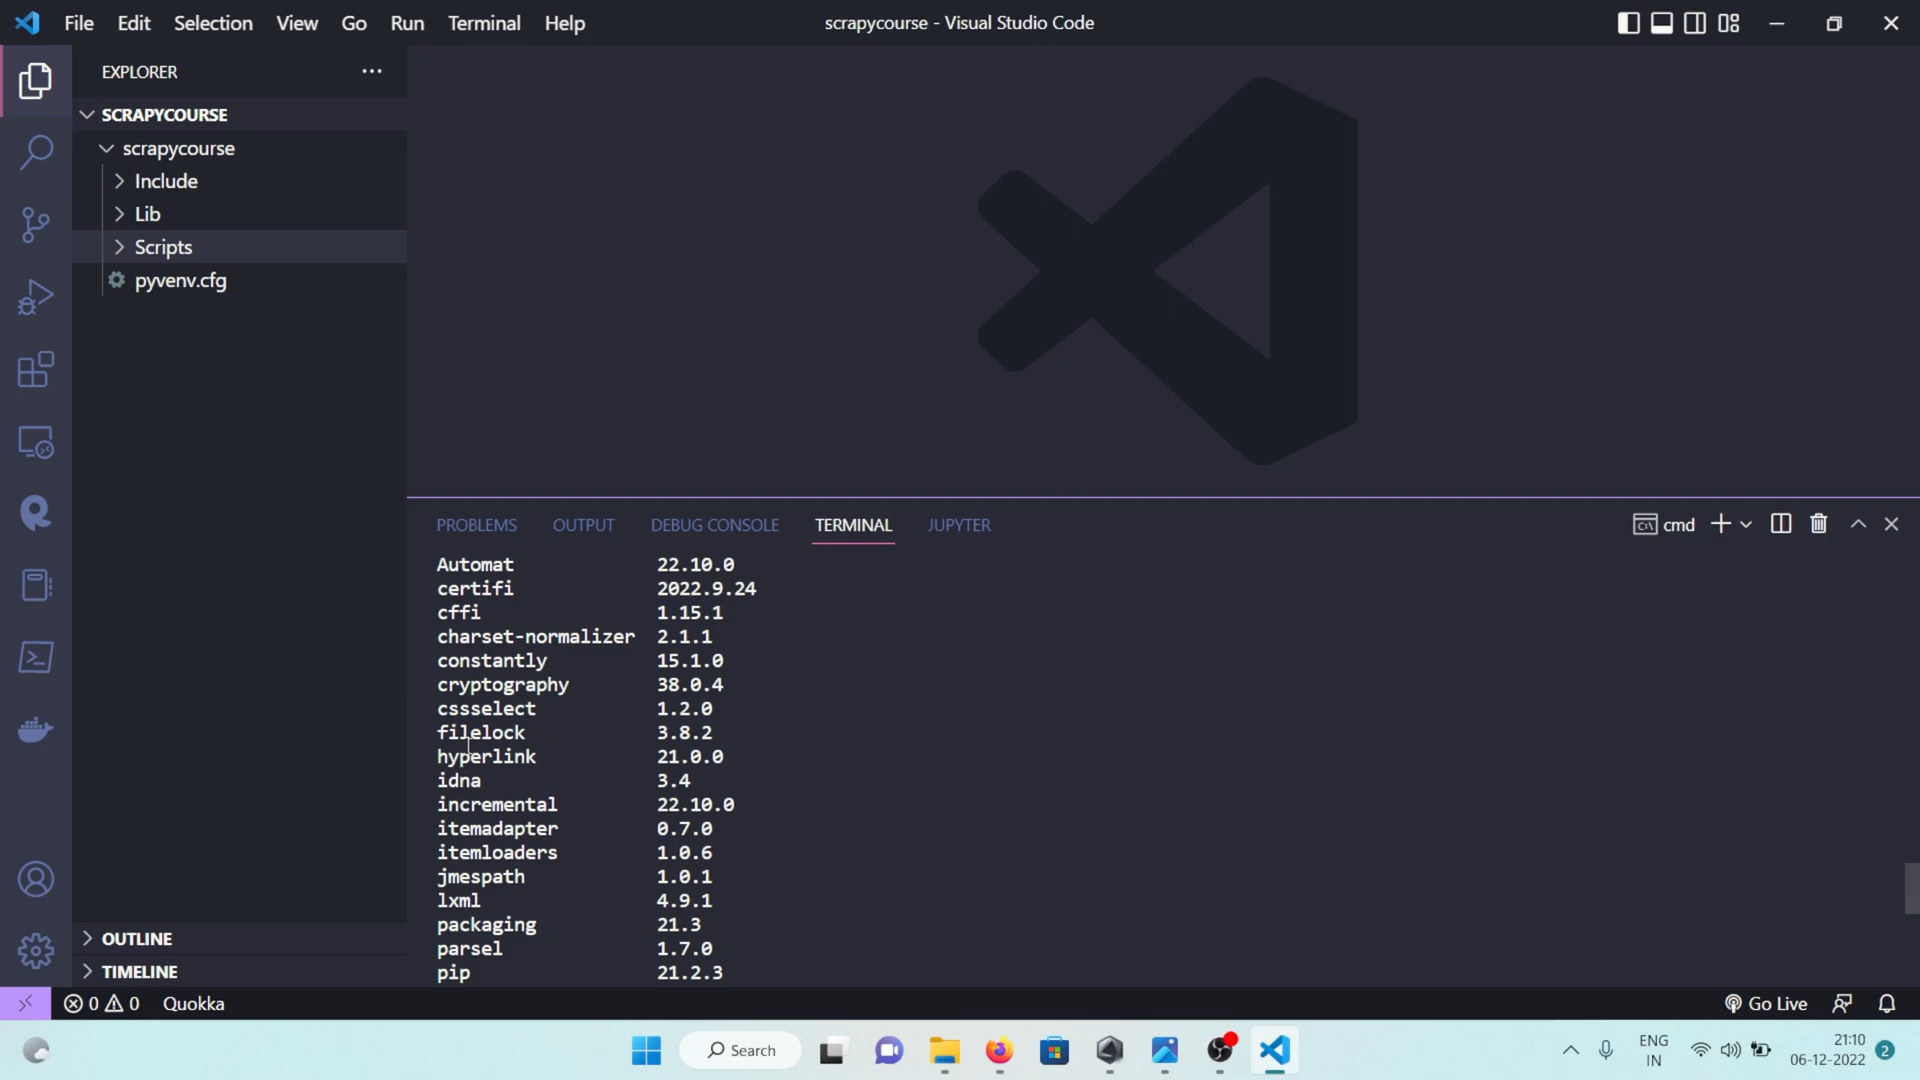 File Edit Selection View Go Run Terminal Help
scrapycourse - Visual Studio Code
EXPLORER
SCRAPYCOURSE
scrapycourse
Include
Lib
Scripts
pyvenv.cfg
OUTLINE
TIMELINE
PROBLEMS OUTPUT DEBUG CONSOLE TERMINAL JUPYTER
cmd
Automat 22.10.0
certifi 2022.9.24
cffi 1.15.1
charset-normalizer 2.1.1
constantly 15.1.0
cryptography 38.0.4
cssselect 1.2.0
filelock 3.8.2
hyperlink 21.0.0
idna 3.4
incremental 22.10.0
itemadapter 0.7.0
itemloaders 1.0.6
jmespath 1.0.1
lxml 4.9.1
packaging 21.3
parsel 1.7.0
pip 21.2.3
0 0 Quokka
Go Live
Search
ENG
IN
21:10
06-12-2022
2